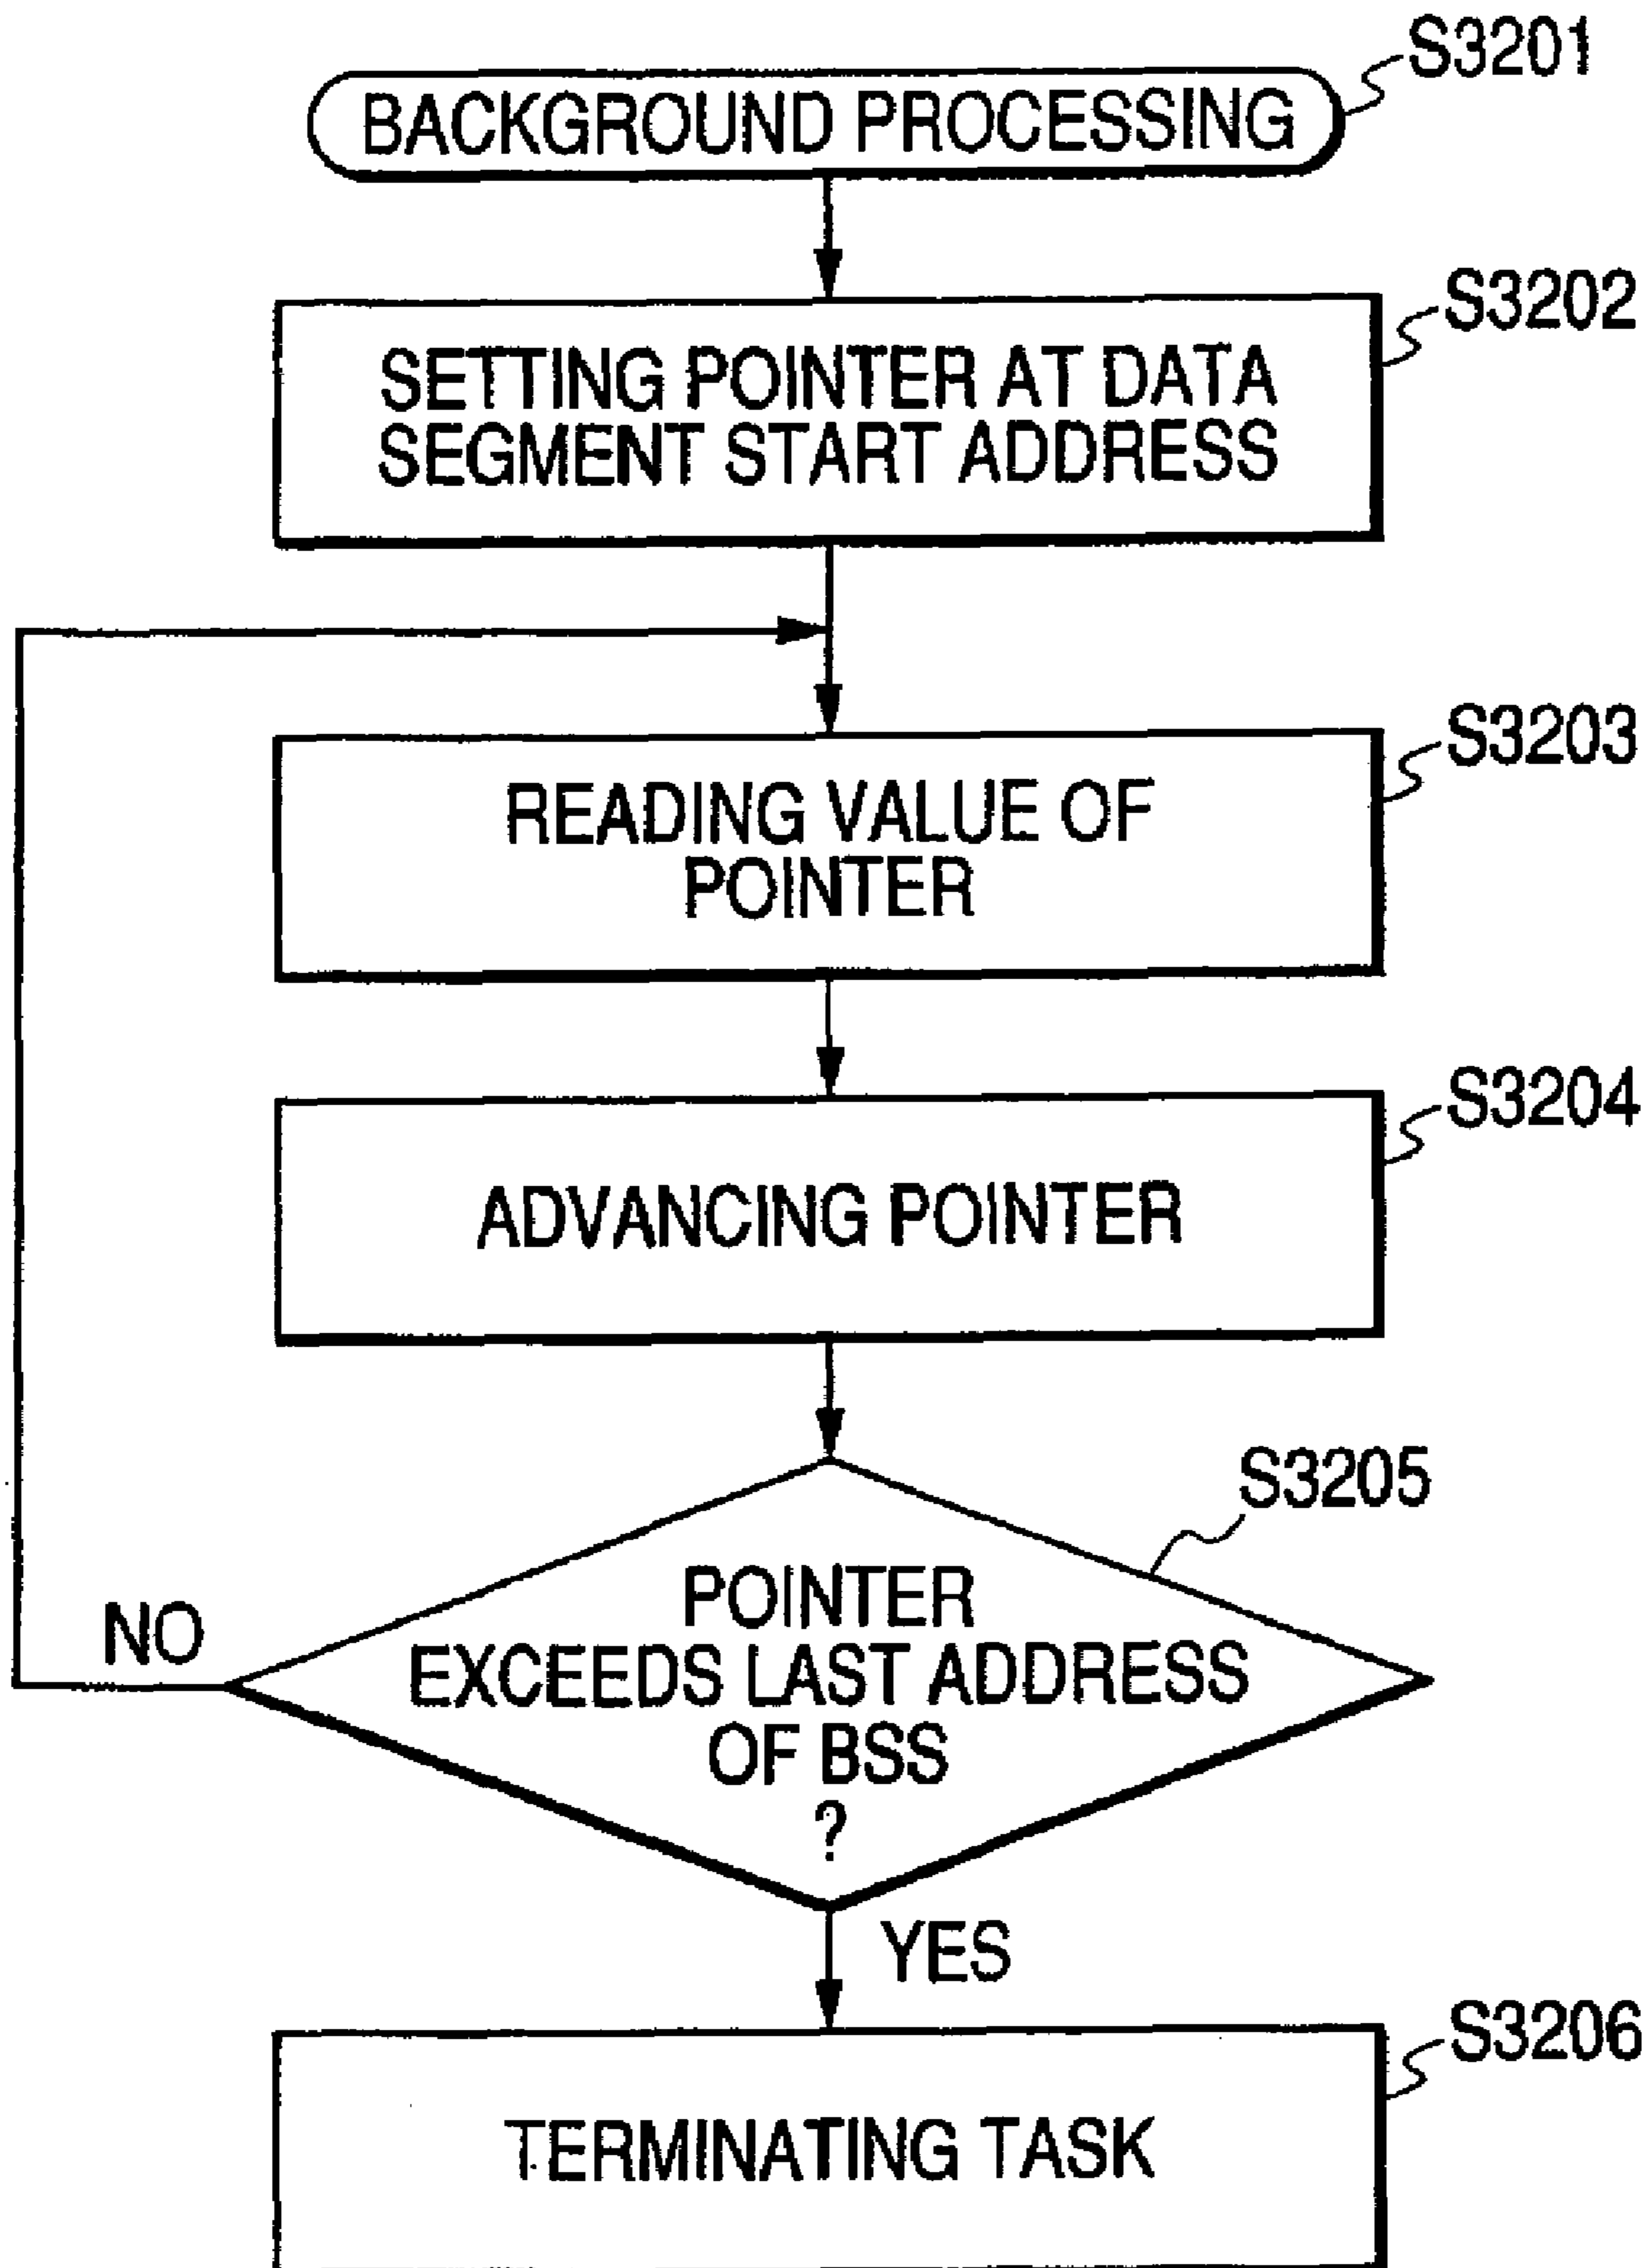 S3201
BACKGROUND PROCESSING
S3202
SETTING POINTER AT DATA
SEGMENT START ADDRESS
S3203
READING VALUE OF
POINTER
S3204
ADVANCING POINTER
S3205
POINTER
EXCEEDS LAST ADDRESS
OF BSS
?
NO
YES
S3206
TERMINATING TASK